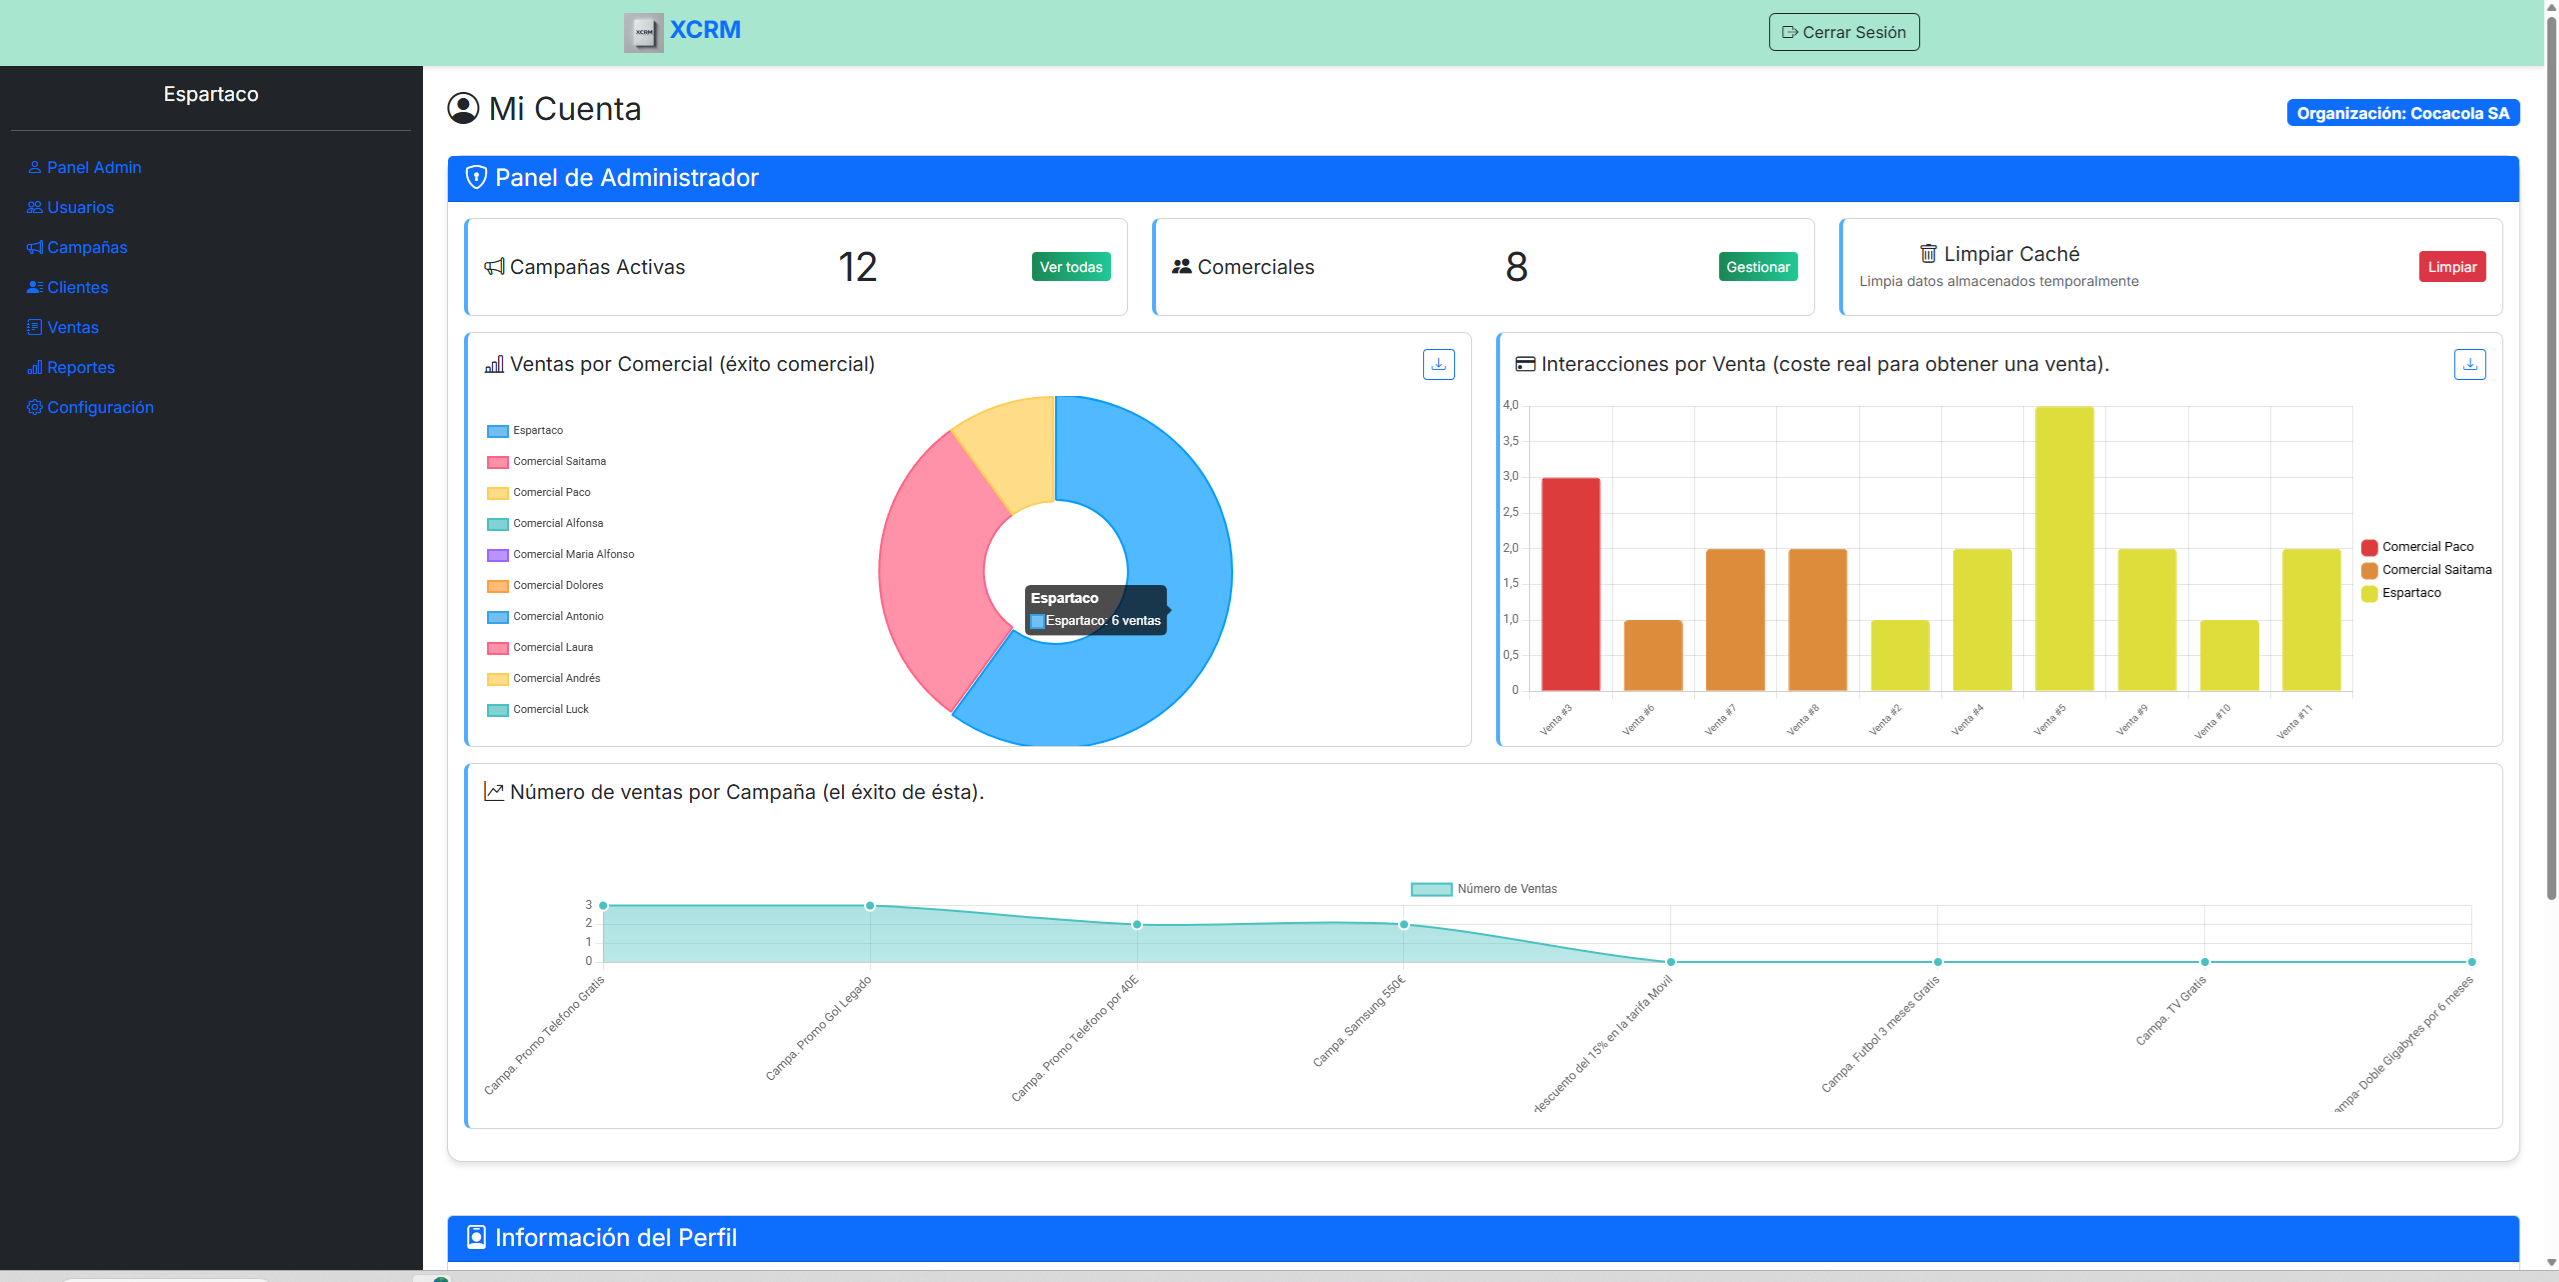 XCRM
XCRM
Cerrar Sesión
Espartaco
Panel Admin
Usuarios
Campañas
Clientes
Ventas
Reportes
Configuración
Mi Cuenta
Organización: Cocacola SA
Panel de Administrador
Campañas Activas
12
Ver todas
Comerciales
8
Gestionar
Limpiar Caché
Limpia datos almacenados temporalmente
Limpiar
Ventas por Comercial (éxito comercial)
Espartaco
Comercial Saitama
Comercial Paco
Comercial Alfonsa
Comercial Maria Alfonso
Comercial Dolores
Comercial Antonio
Comercial Laura
Comercial Andrés
Comercial Luck
Espartaco
Espartaco: 6 ventas
Interacciones por Venta (coste real para obtener una venta).
4,0
3,5
3,0
2,5
2,0
1,5
1,0
0,5
0
Venta #3
Venta #6
Venta #7
Venta #8
Venta #2
Venta #4
Venta #5
Venta #9
Venta #10
Venta #11
Comercial Paco
Comercial Saitama
Espartaco
Número de ventas por Campaña (el éxito de ésta).
Número de Ventas
3
2
1
0
Campa. Promo Telefono Gratis
Campa. Promo Gol Legado
Campa. Promo Telefono por 40E
Campa. Samsung 550€
descuento del 15% en la tarifa Movil
Campa. Futbol 3 meses Gratis
Campa. TV Gratis
ampa- Doble Gigabytes por 6 meses
Información del Perfil